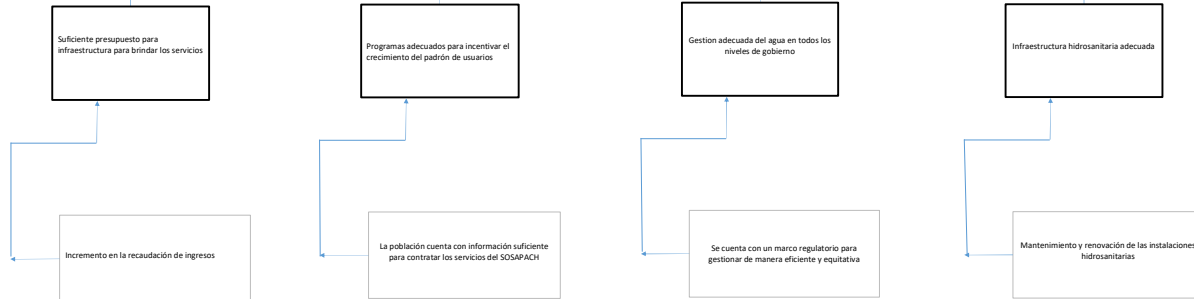 Suficiente presupuesto para
infraestructura para brindar los servicios
Programas adecuados para incentivar el
crecimiento del padrón de usuarios
Gestion adecuada del agua en todos los
niveles de gobierno
Infraestructura hidrosanitaria adecuada
Incremento en la recaudación de ingresos
La población cuenta con información suficiente
para contratar los servicios del SOSAPACH
Se cuenta con un marco regulatorio para
gestionar de manera eficiente y equitativa
Mantenimiento y renovación de las instalaciones
hidrosanitarias